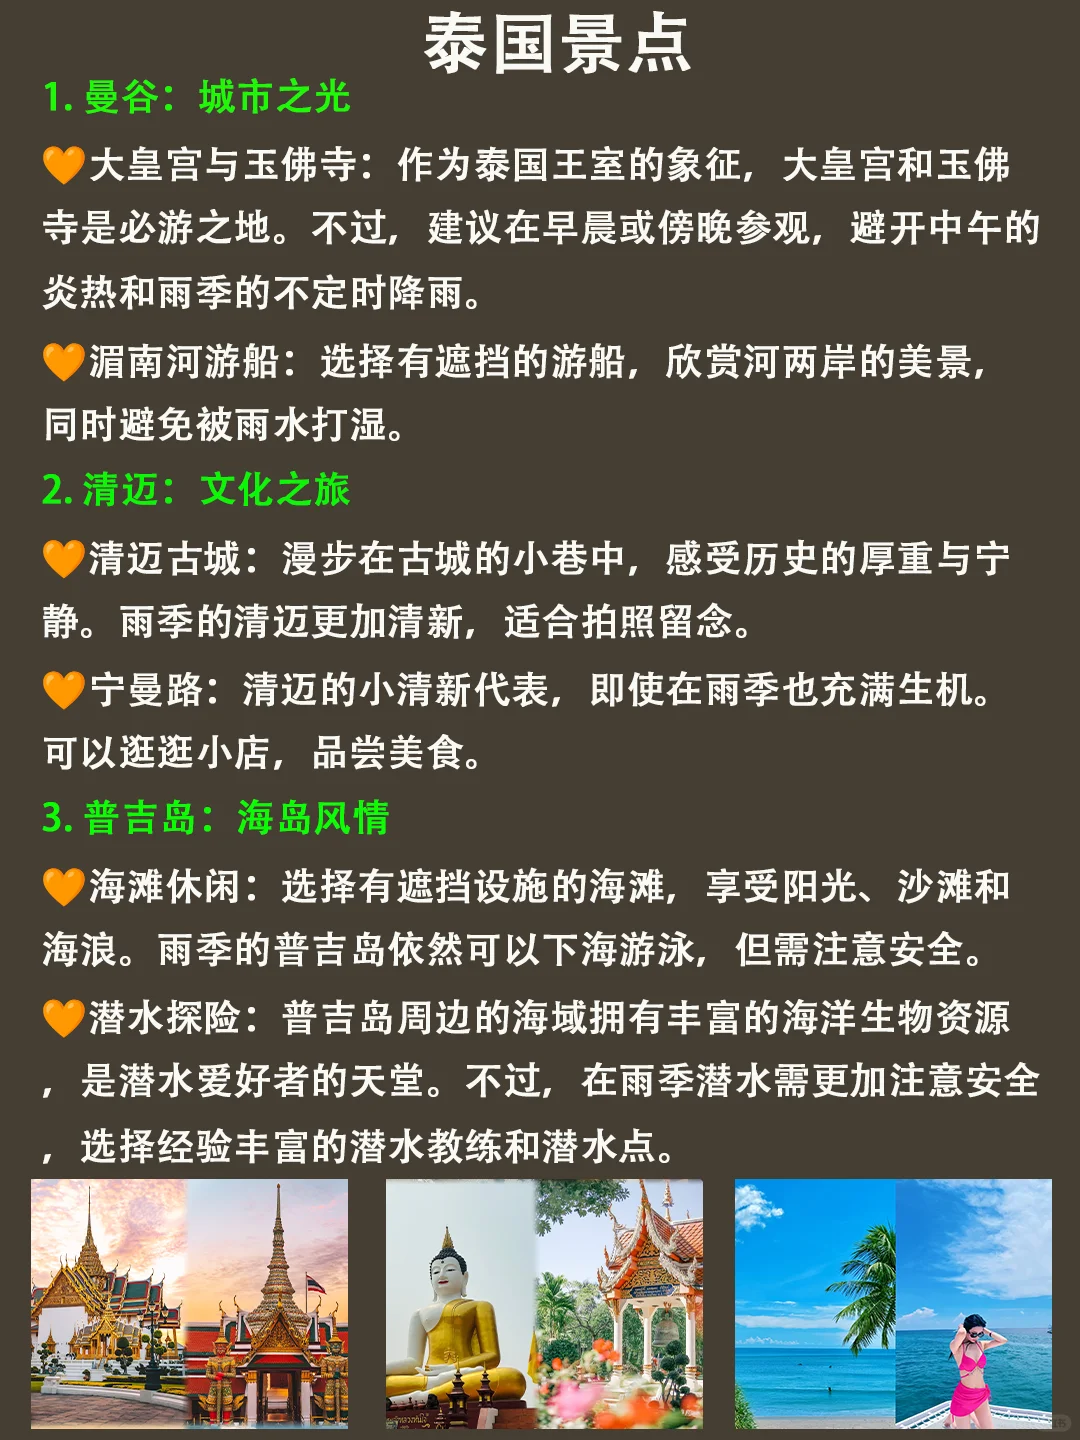 泰国景点
1. 曼谷：城市之光
🧡大皇宫与玉佛寺：作为泰国王室的象征，大皇宫和玉佛
寺是必游之地。不过，建议在早晨或傍晚参观，避开中午的
炎热和雨季的不定时降雨。
🧡湄南河游船：选择有遮挡的游船，欣赏河两岸的美景，
同时避免被雨水打湿。
2. 清迈：文化之旅
🧡清迈古城：漫步在古城的小巷中，感受历史的厚重与宁
静。雨季的清迈更加清新，适合拍照留念。
🧡宁曼路：清迈的小清新代表，即使在雨季也充满生机。
可以逛逛小店，品尝美食。
3. 普吉岛：海岛风情
🧡海滩休闲：选择有遮挡设施的海滩，享受阳光、沙滩和
海浪。雨季的普吉岛依然可以下海游泳，但需注意安全。
🧡潜水探险：普吉岛周边的海域拥有丰富的海洋生物资源
，是潜水爱好者的天堂。不过，在雨季潜水需更加注意安全
，选择经验丰富的潜水教练和潜水点。